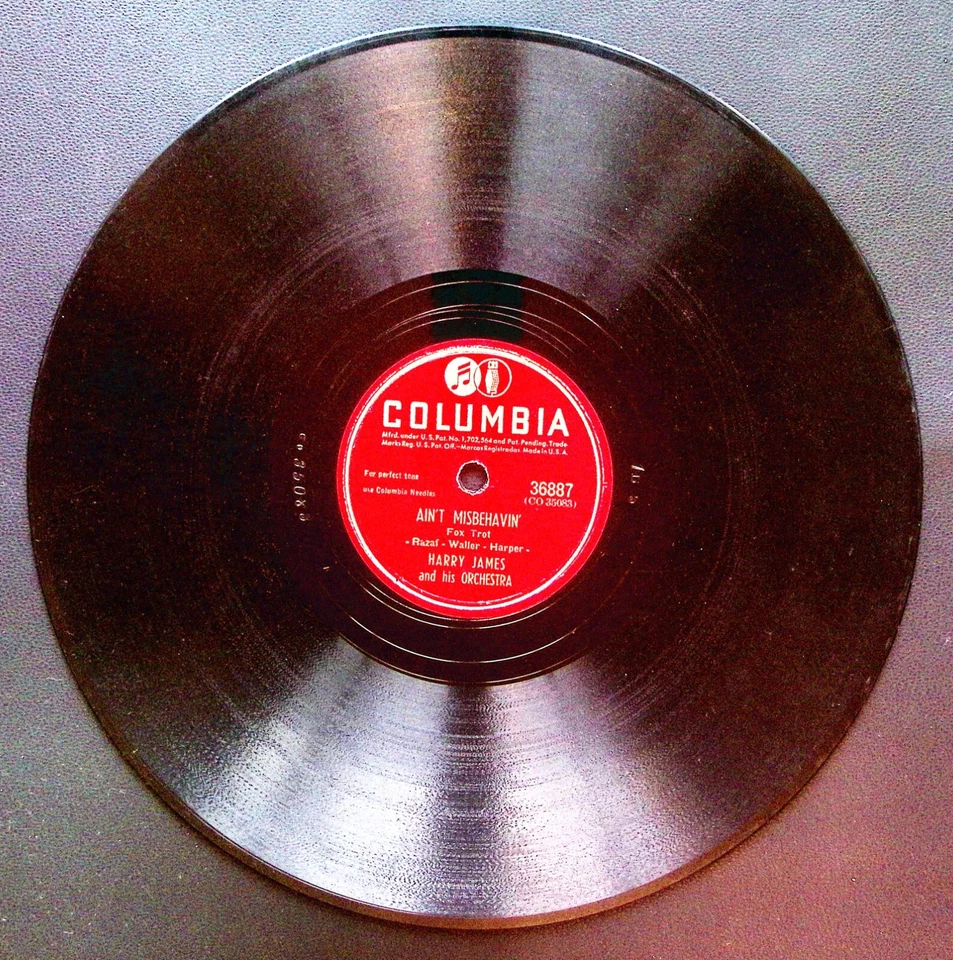 COLUMBIA
Mfrd. under U.S. Pat. No. 1,702,564 and Pat. Pending. Trade
Marks Reg. U.S. Pat. Off.—Marcas Registradas. Made in U.S.A.
For perfect tone
use Columbia Needles
36887
(CO 35083)
AIN'T MISBEHAVIN'
Fox Trot
- Razaf - Waller - Harper -
HARRY JAMES
and his ORCHESTRA